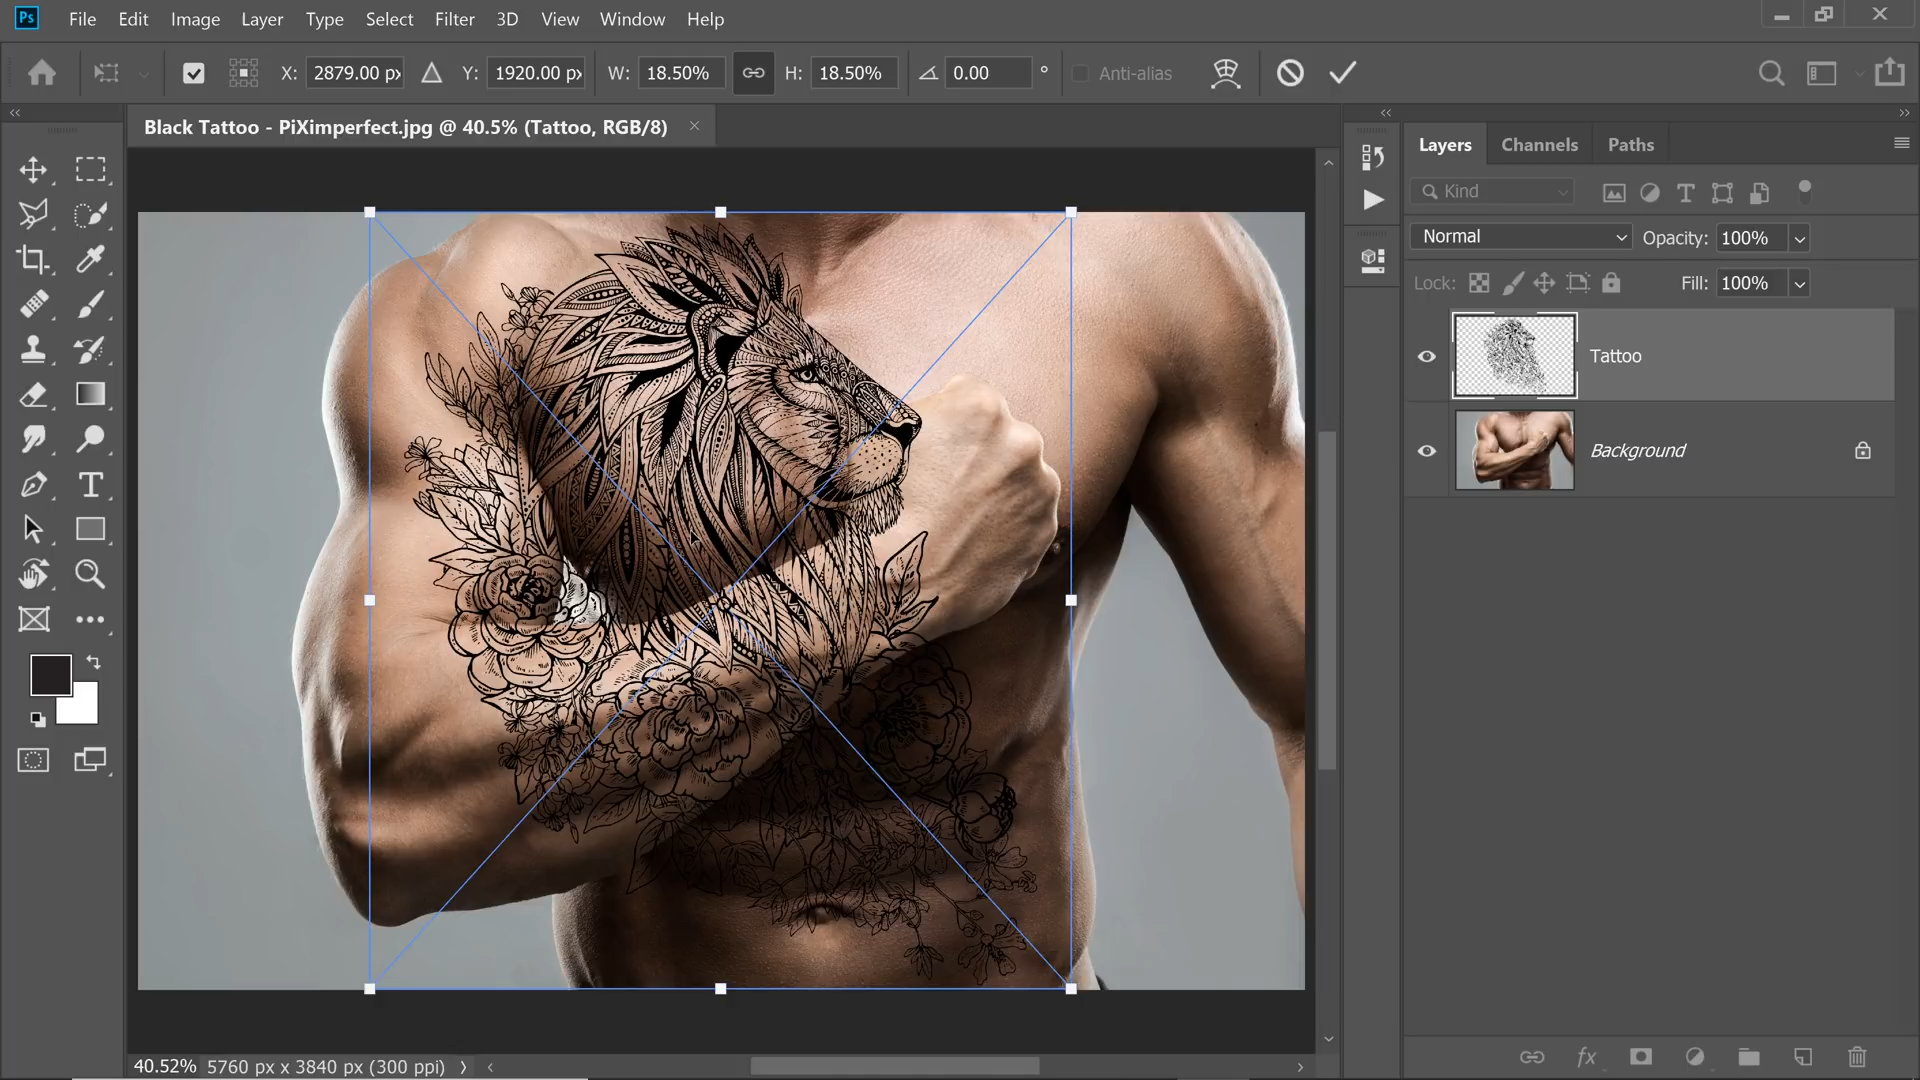 Ps File Edit Image Layer Type Select Filter 3D View Window Help
X: 2879.00 px Y: 1920.00 px W: 18.50% H: 18.50% 0.00 ° Anti-alias
Black Tattoo - PiXimperfect.jpg @ 40.5% (Tattoo, RGB/8)
Layers Channels Paths
Kind
Normal Opacity: 100%
Lock: Fill: 100%
Tattoo
Background
fx
40.52% 5760 px x 3840 px (300 ppi)